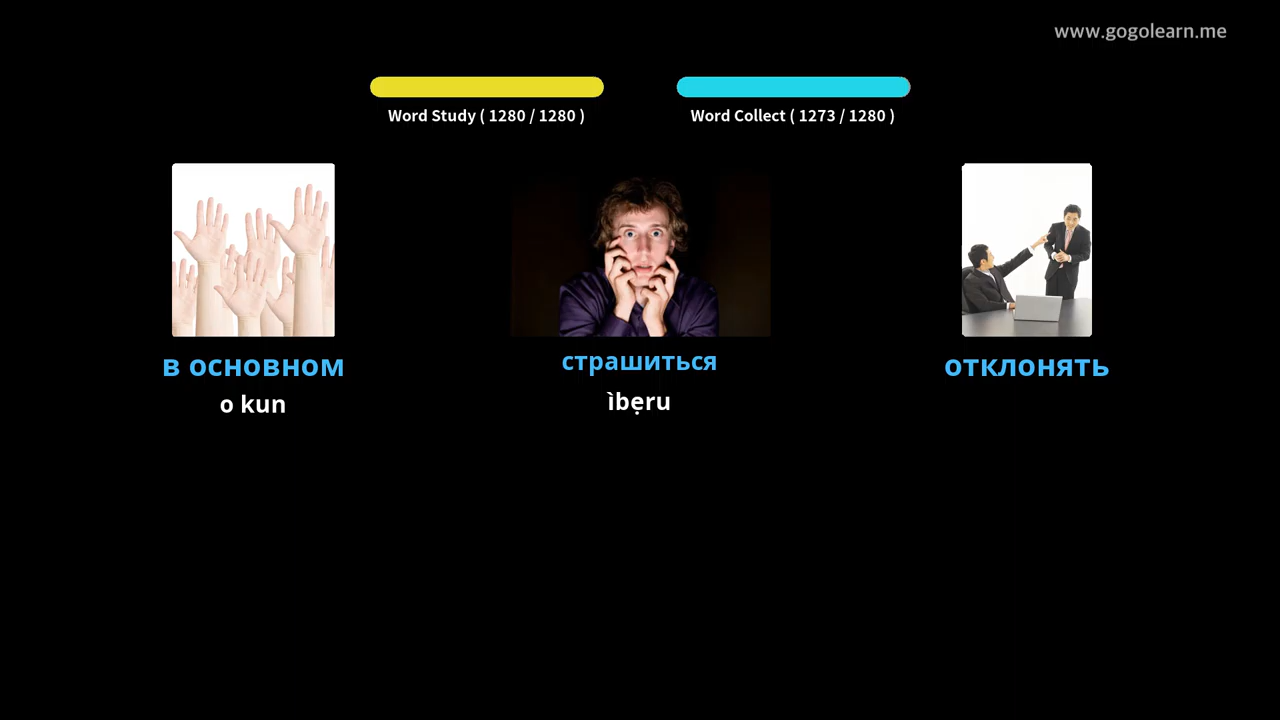 www.gogolearn.me
Word Study ( 1280 / 1280 )
Word Collect ( 1273 / 1280 )
в основном
o kun
страшиться
ìbẹru
отклонять